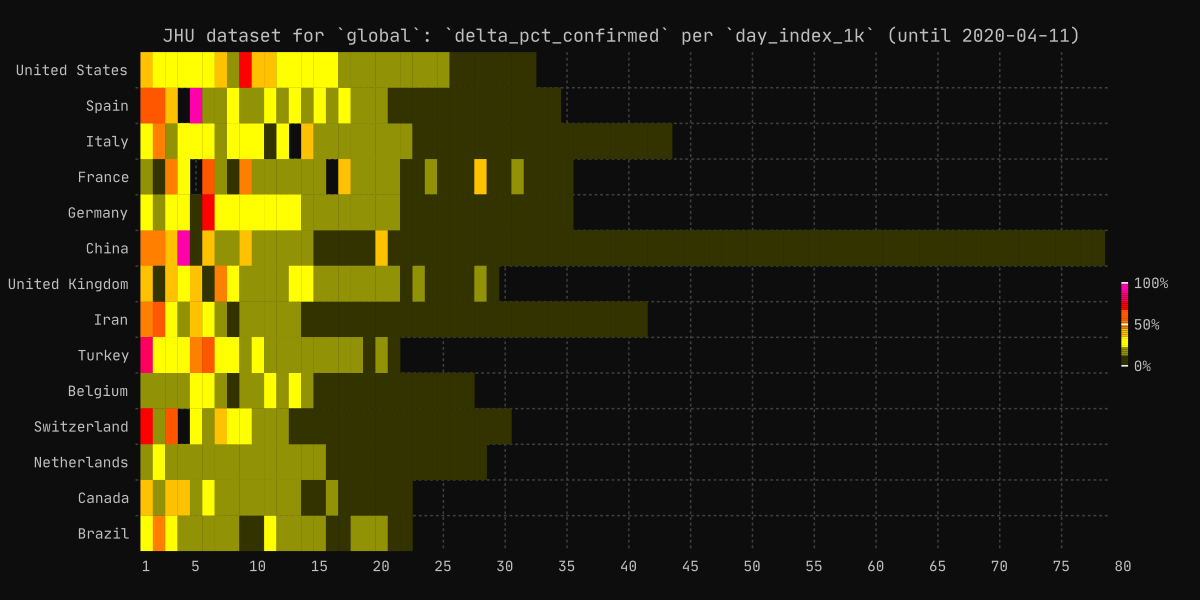 JHU dataset for `global`: `delta_pct_confirmed` per `day_index_1k` (until 2020-04-11)
United States
Spain
Italy
France
Germany
China
United Kingdom
Iran
Turkey
Belgium
Switzerland
Netherlands
Canada
Brazil
1 5 10 15 20 25 30 35 40 45 50 55 60 65 70 75 80
100%
50%
0%